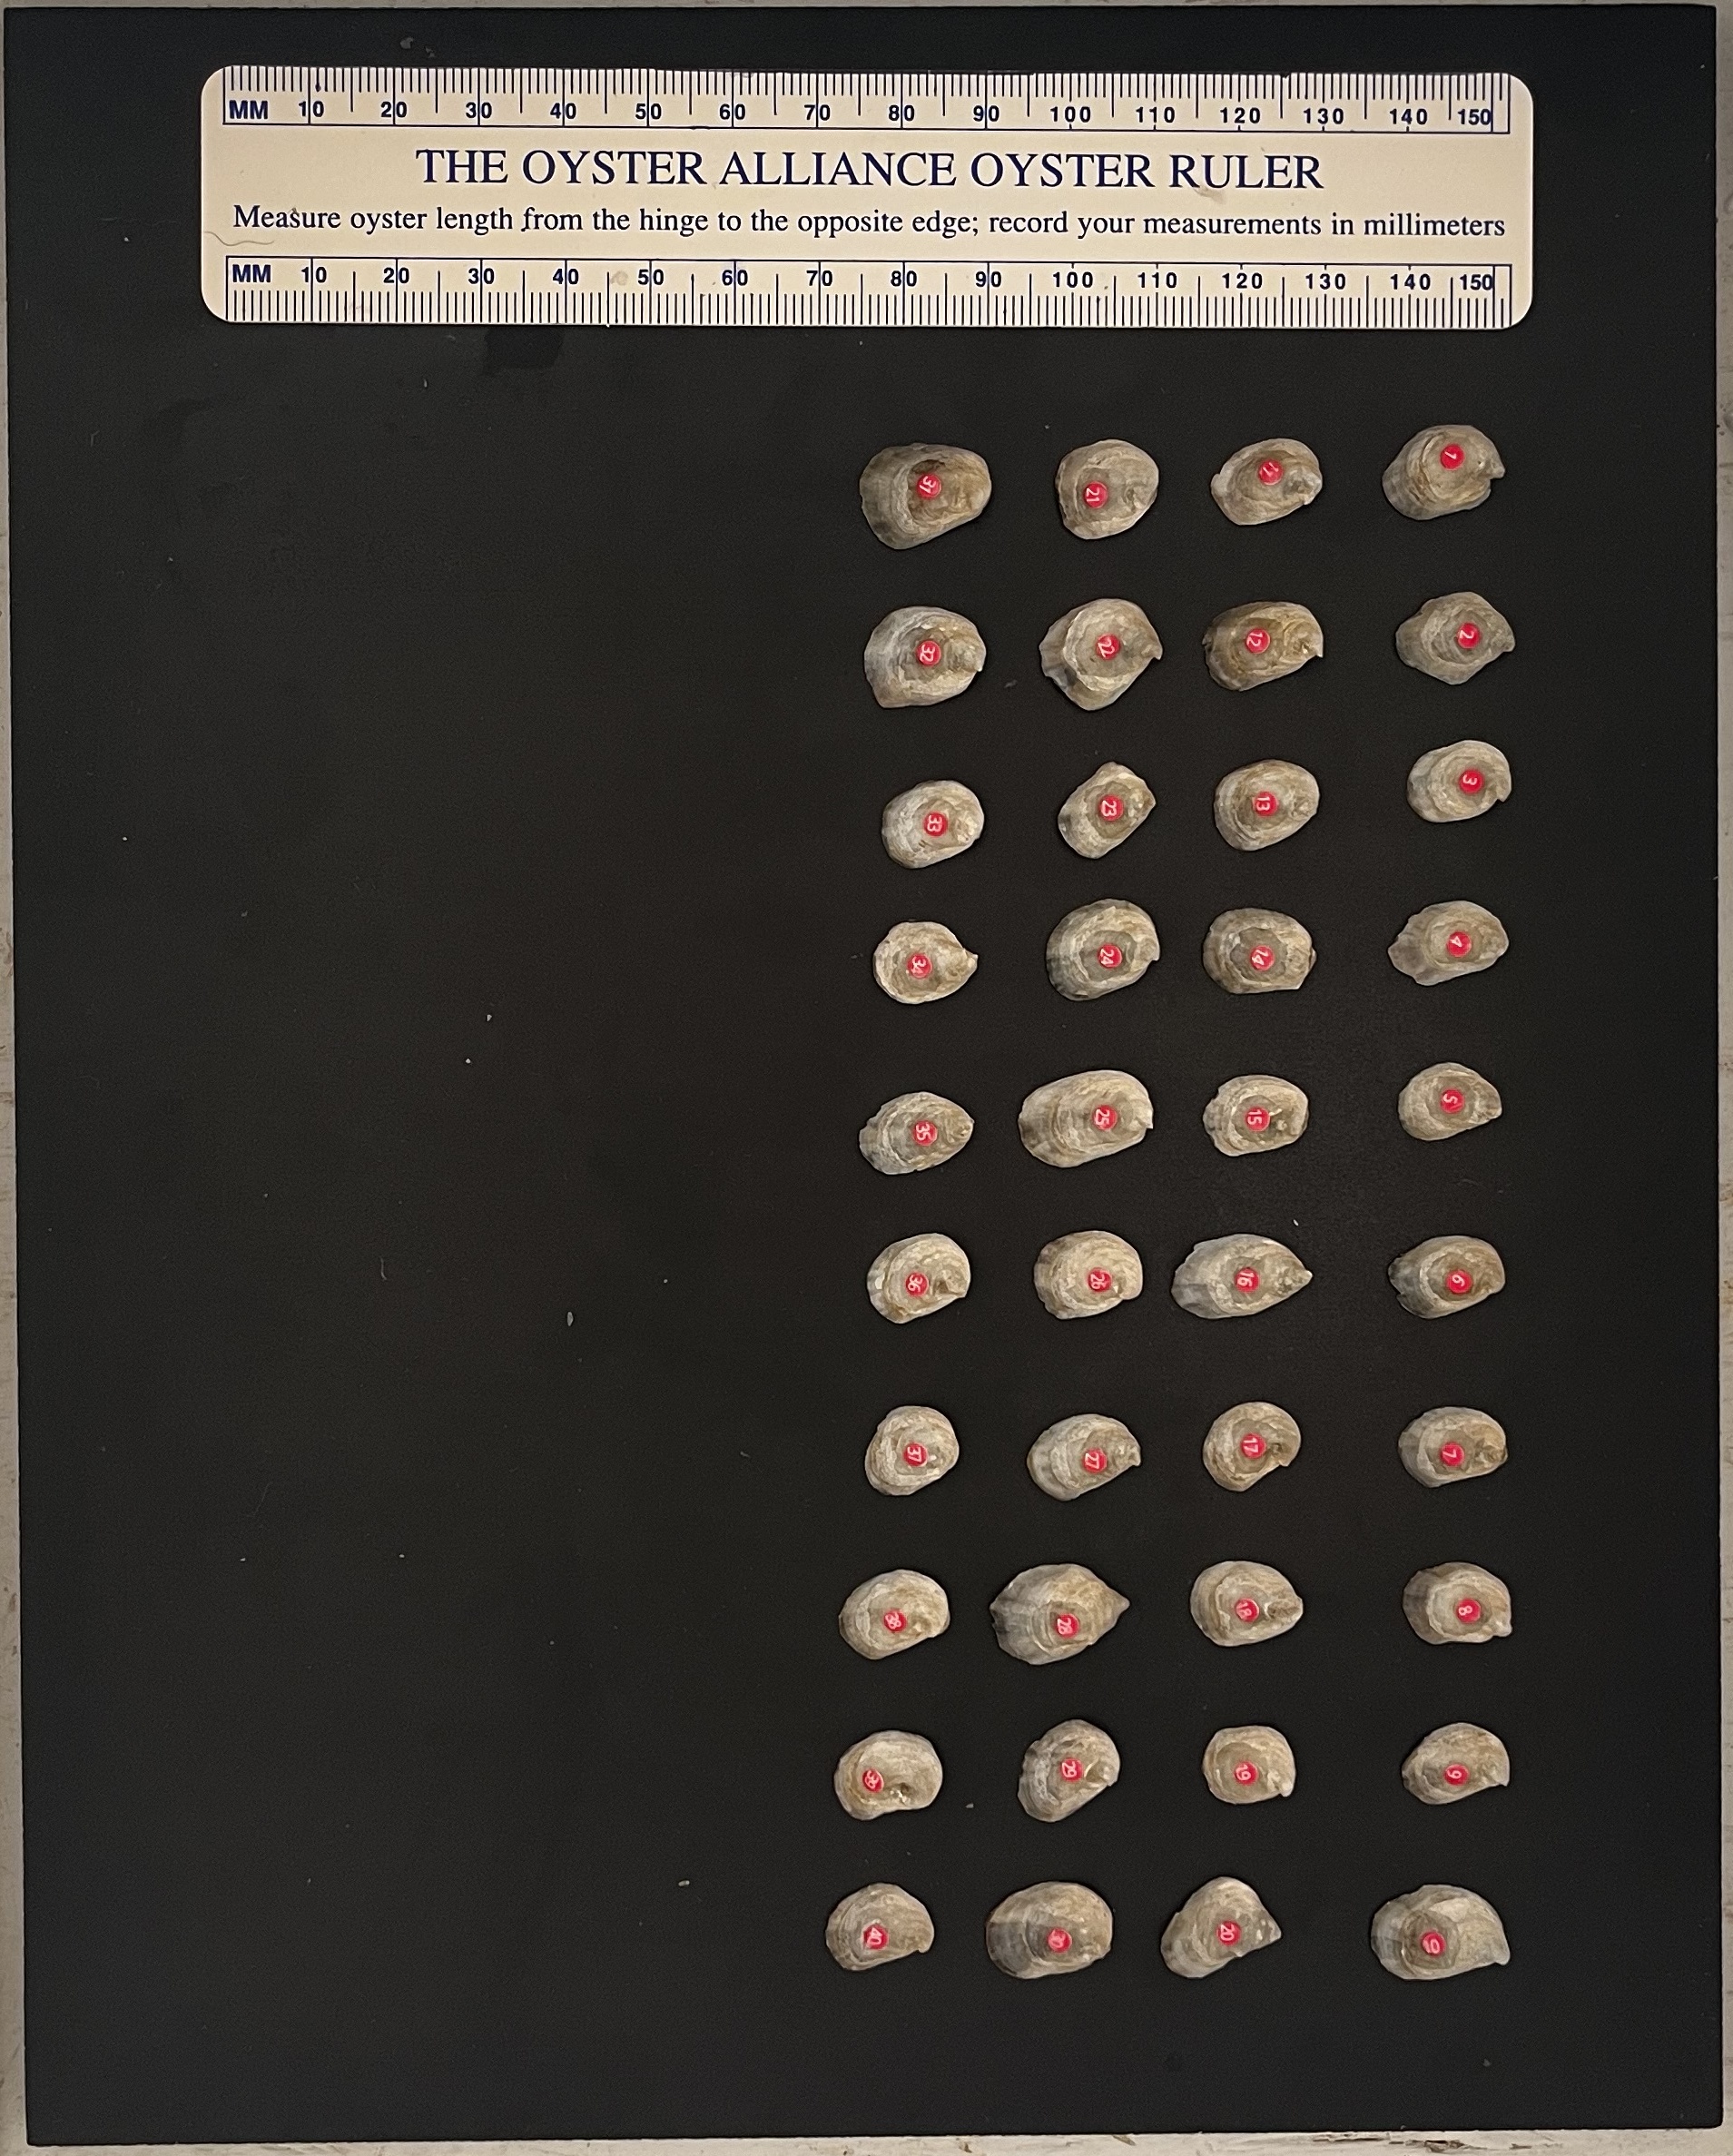 MM 10 20 30 40 50 60 70 80 90 100 110 120 130 140 150
THE OYSTER ALLIANCE OYSTER RULER
Measure oyster length from the hinge to the opposite edge; record your measurements in millimeters
MM 10 20 30 40 50 60 70 80 90 100 110 120 130 140 150
31 21 11 1
32 22 12 2
33 23 13 3
34 24 14 4
35 25 15 5
36 26 16 6
37 27 17 7
38 28 18 8
29 19 9
40 30 20 10